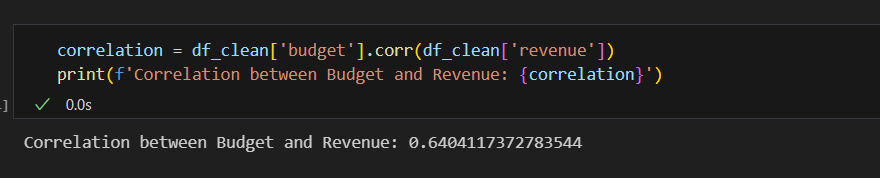 correlation = df_clean['budget'].corr(df_clean['revenue'])
print(f'Correlation between Budget and Revenue: {correlation}')
]
0.0s
Correlation between Budget and Revenue: 0.6404117372783544